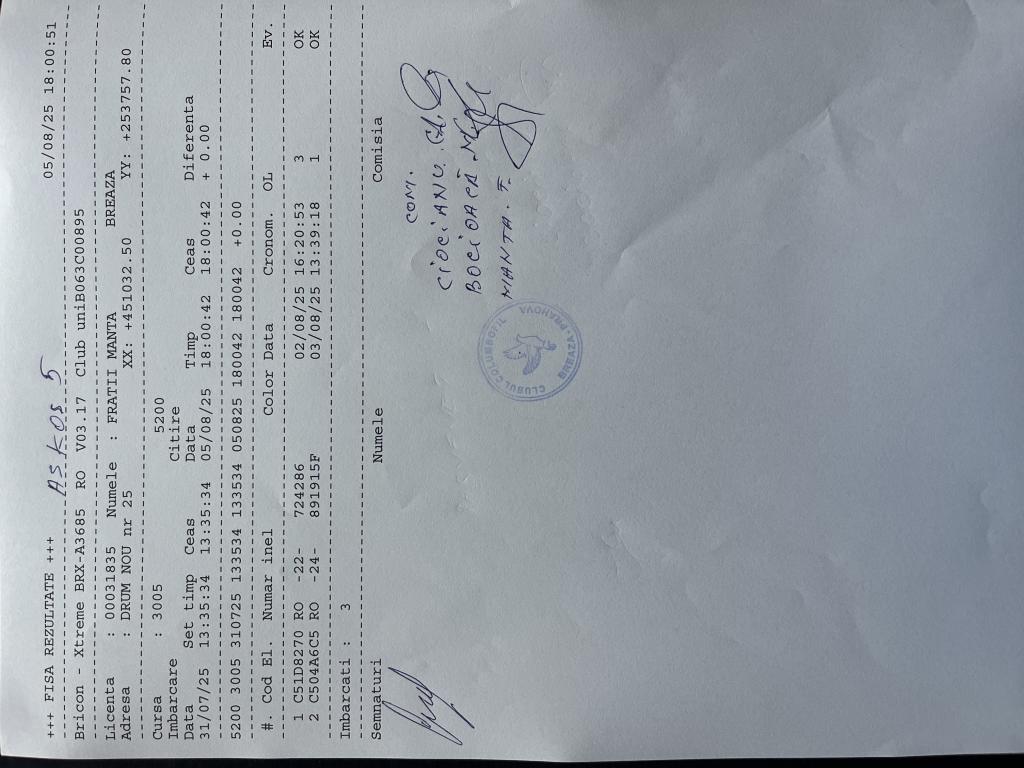 +++ FISA REZULTATE +++ 05/08/25 18:00:51
ASKOS 5
Bricon - Xtreme BRX-A3685 RO V03.17 Club uniB063C00895
Licenta : 00031835 Numele : FRATII MANTA BREAZA
Adresa : DRUM NOU nr 25 XX: +451032.50 YY: +253757.80
Cursa : 3005 5200
Imbarcare Citire
Data Set timp Ceas Data Timp Ceas Diferenta
31/07/25 13:35:34 13:35:34 05/08/25 18:00:42 18:00:42 + 0.00
5200 3005 310725 133534 133534 050825 180042 180042 +0.00
#. Cod El. Numar inel Color Data Cronom. OL Ev.
1 C51D8270 RO -22- 724286 02/08/25 16:20:53 3 OK
2 C504A6C5 RO -24- 891915F 03/08/25 13:39:18 1 OK
Imbarcati : 3
Semnaturi Numele Comisia
COM.
CIOCIANU. CA.
BOCIOACĂ
MANTA. F.
CLUBUL COLUMBOFIL
BREAZA-PRAHOVA